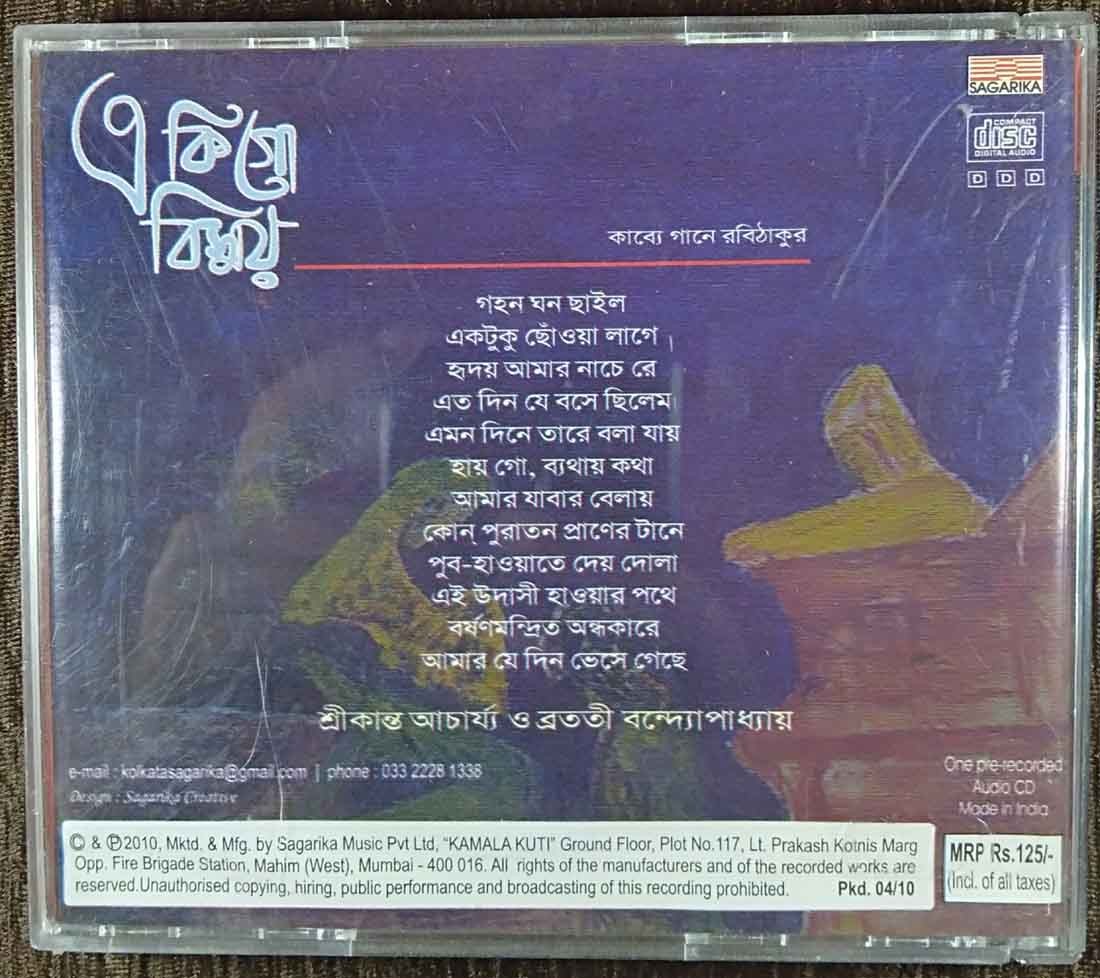 এ কি গো
বিস্ময়
SAGARIKA
COMPACT
disc
DIGITAL AUDIO
D D D
কাব্যে গানে রবিঠাকুর
গহন ঘন ছাইল
একটুকু ছোঁওয়া লাগে
হৃদয় আমার নাচে রে
এত দিন যে বসে ছিলেম
এমন দিনে তারে বলা যায়
হায় গো, ব্যথায় কথা
আমার যাবার বেলায়
কোন্ পুরাতন প্রাণের টানে
পুব-হাওয়াতে দেয় দোলা
এই উদাসী হাওয়ার পথে
বর্ষণমন্দ্রিত অন্ধকারে
আমার যে দিন ভেসে গেছে
শ্রীকান্ত আচার্য্য ও ব্রততী বন্দ্যোপাধ্যায়
e-mail : kolkatasagarika@gmail.com | phone : 033 2228 1338
Design : Sagarika Creative
One pre-recorded
Audio CD
Made in India
© & ℗2010, Mktd. & Mfg. by Sagarika Music Pvt Ltd, "KAMALA KUTI" Ground Floor, Plot No.117, Lt. Prakash Kotnis Marg
Opp. Fire Brigade Station, Mahim (West), Mumbai - 400 016. All rights of the manufacturers and of the recorded works are
reserved.Unauthorised copying, hiring, public performance and broadcasting of this recording prohibited. Pkd. 04/10
MRP Rs.125/-
(Incl. of all taxes)